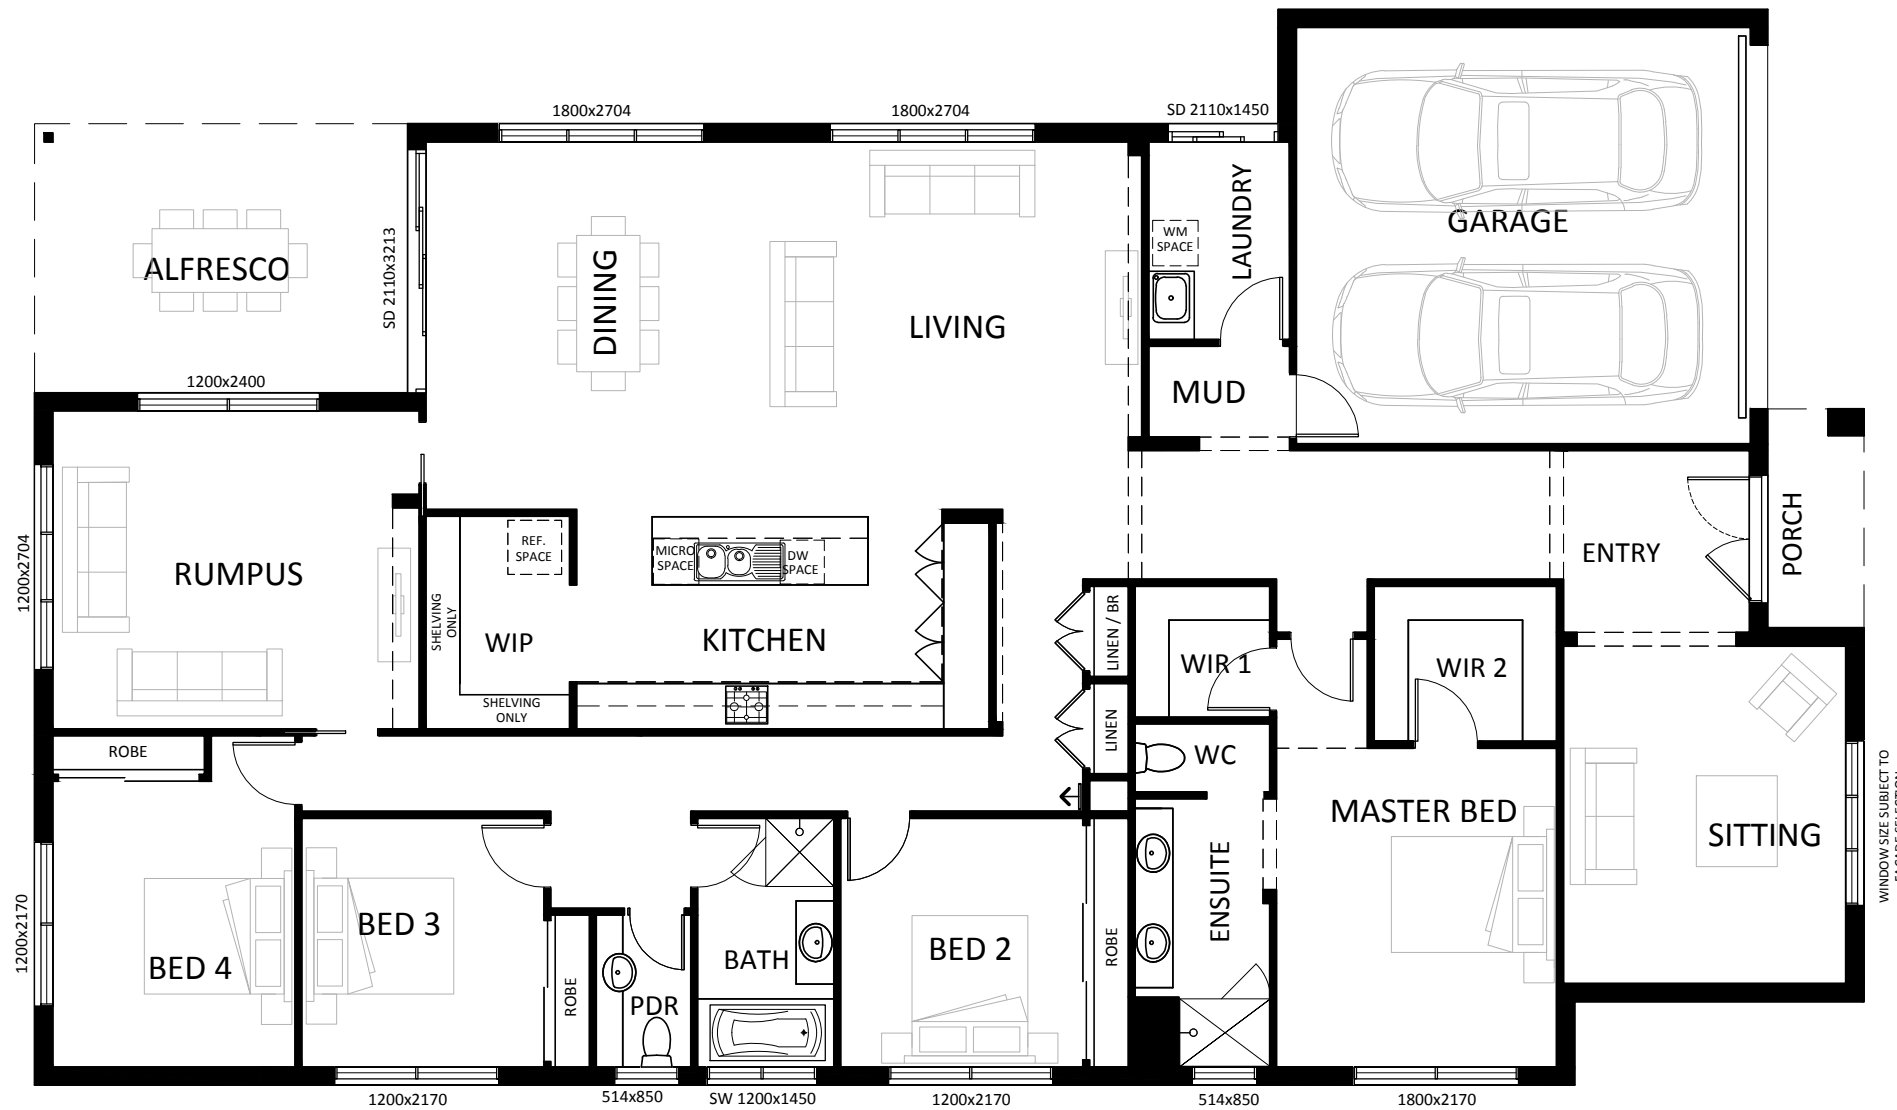 1800x2704
1800x2704
SD 2110x1450
GARAGE
LAUNDRY
WM
SPACE
ALFRESCO
SD 2110x3213
DINING
LIVING
1200x2400
MUD
PORCH
ENTRY
1200x2704
RUMPUS
REF.
SPACE
MICRO
SPACE
DW
SPACE
SHELVING
ONLY
WIP
KITCHEN
LINEN / BR
WIR 1
WIR 2
SHELVING
ONLY
LINEN
ROBE
WC
MASTER BED
SITTING
WINDOW SIZE SUBJECT TO
FACADE SELECTION
ENSUITE
1200x2170
BED 4
BED 3
BATH
BED 2
ROBE
ROBE
PDR
1200x2170
514x850
SW 1200x1450
1200x2170
514x850
1800x2170